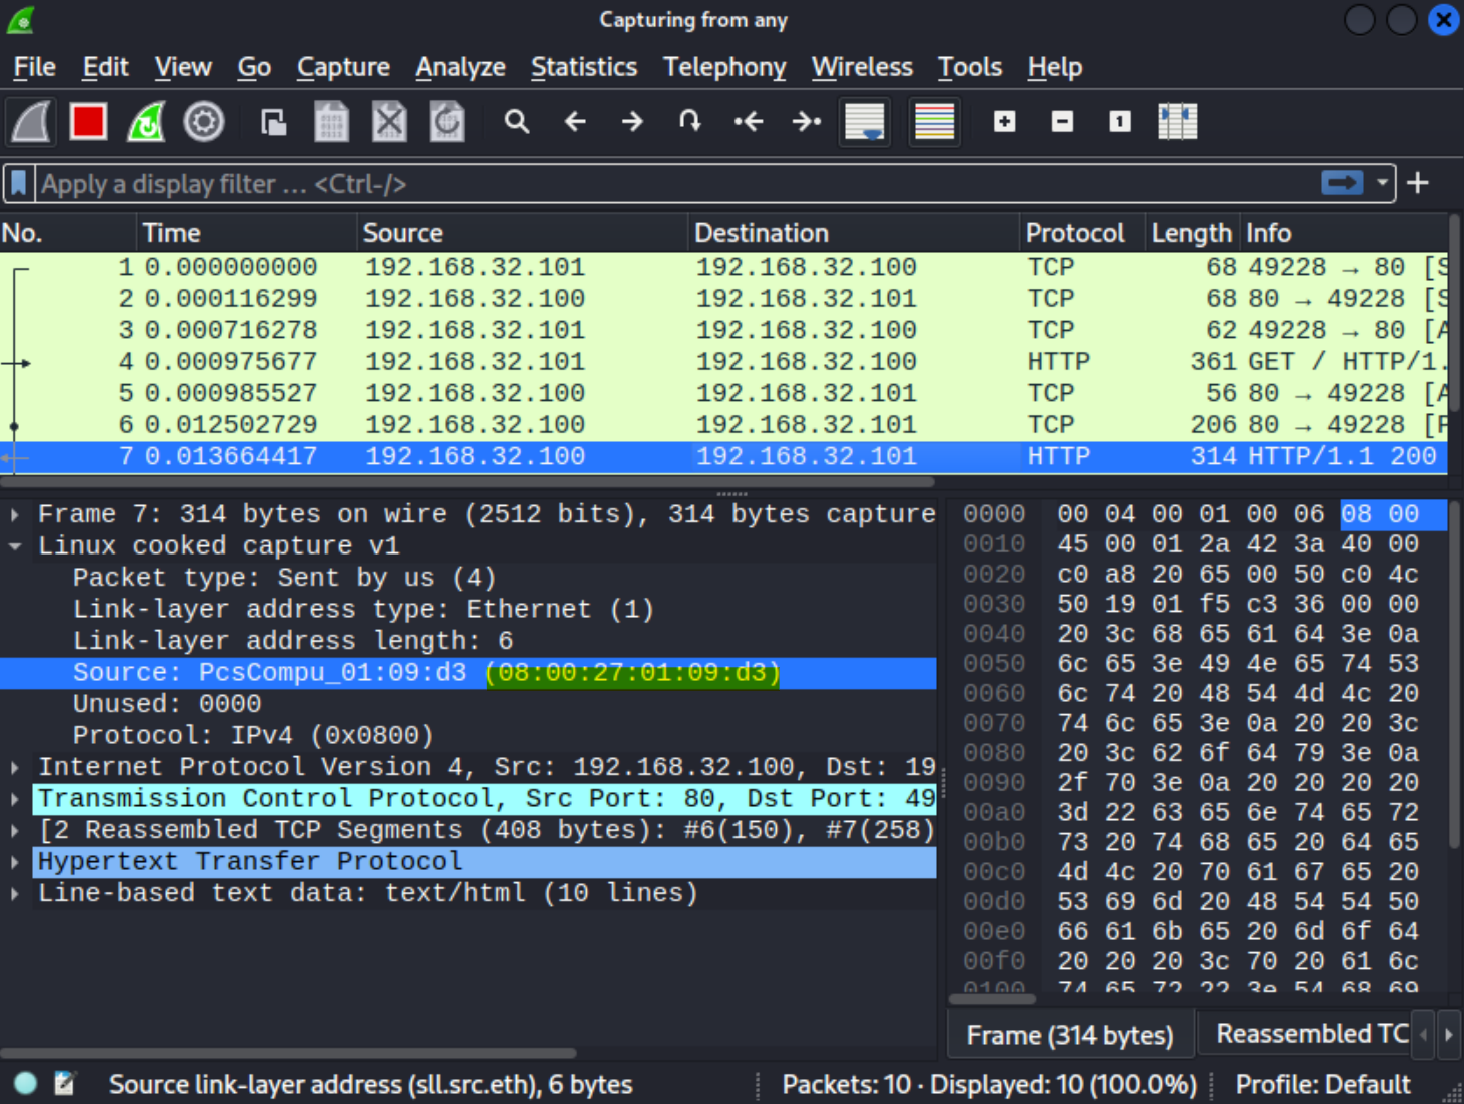 Capturing from any
File Edit View Go Capture Analyze Statistics Telephony Wireless Tools Help
Apply a display filter … <Ctrl-/>
No. Time Source Destination Protocol Length Info
1 0.000000000 192.168.32.101 192.168.32.100 TCP 68 49228 → 80 [S
2 0.000116299 192.168.32.100 192.168.32.101 TCP 68 80 → 49228 [S
3 0.000716278 192.168.32.101 192.168.32.100 TCP 62 49228 → 80 [A
4 0.000975677 192.168.32.101 192.168.32.100 HTTP 361 GET / HTTP/1.
5 0.000985527 192.168.32.100 192.168.32.101 TCP 56 80 → 49228 [A
6 0.012502729 192.168.32.100 192.168.32.101 TCP 206 80 → 49228 [P
7 0.013664417 192.168.32.100 192.168.32.101 HTTP 314 HTTP/1.1 200
Frame 7: 314 bytes on wire (2512 bits), 314 bytes capture
Linux cooked capture v1
Packet type: Sent by us (4)
Link-layer address type: Ethernet (1)
Link-layer address length: 6
Source: PcsCompu_01:09:d3 (08:00:27:01:09:d3)
Unused: 0000
Protocol: IPv4 (0x0800)
Internet Protocol Version 4, Src: 192.168.32.100, Dst: 19
Transmission Control Protocol, Src Port: 80, Dst Port: 49
[2 Reassembled TCP Segments (408 bytes): #6(150), #7(258)
Hypertext Transfer Protocol
Line-based text data: text/html (10 lines)
0000 00 04 00 01 00 06 08 00
0010 45 00 01 2a 42 3a 40 00
0020 c0 a8 20 65 00 50 c0 4c
0030 50 19 01 f5 c3 36 00 00
0040 20 3c 68 65 61 64 3e 0a
0050 6c 65 3e 49 4e 65 74 53
0060 6c 74 20 48 54 4d 4c 20
0070 74 6c 65 3e 0a 20 20 3c
0080 20 3c 62 6f 64 79 3e 0a
0090 2f 70 3e 0a 20 20 20 20
00a0 3d 22 63 65 6e 74 65 72
00b0 73 20 74 68 65 20 64 65
00c0 4d 4c 20 70 61 67 65 20
00d0 53 69 6d 20 48 54 54 50
00e0 66 61 6b 65 20 6d 6f 64
00f0 20 20 20 3c 70 20 61 6c
0100 74 65 72 22 3e 54 68 69
Frame (314 bytes) Reassembled TC
Source link-layer address (sll.src.eth), 6 bytes Packets: 10 · Displayed: 10 (100.0%) Profile: Default